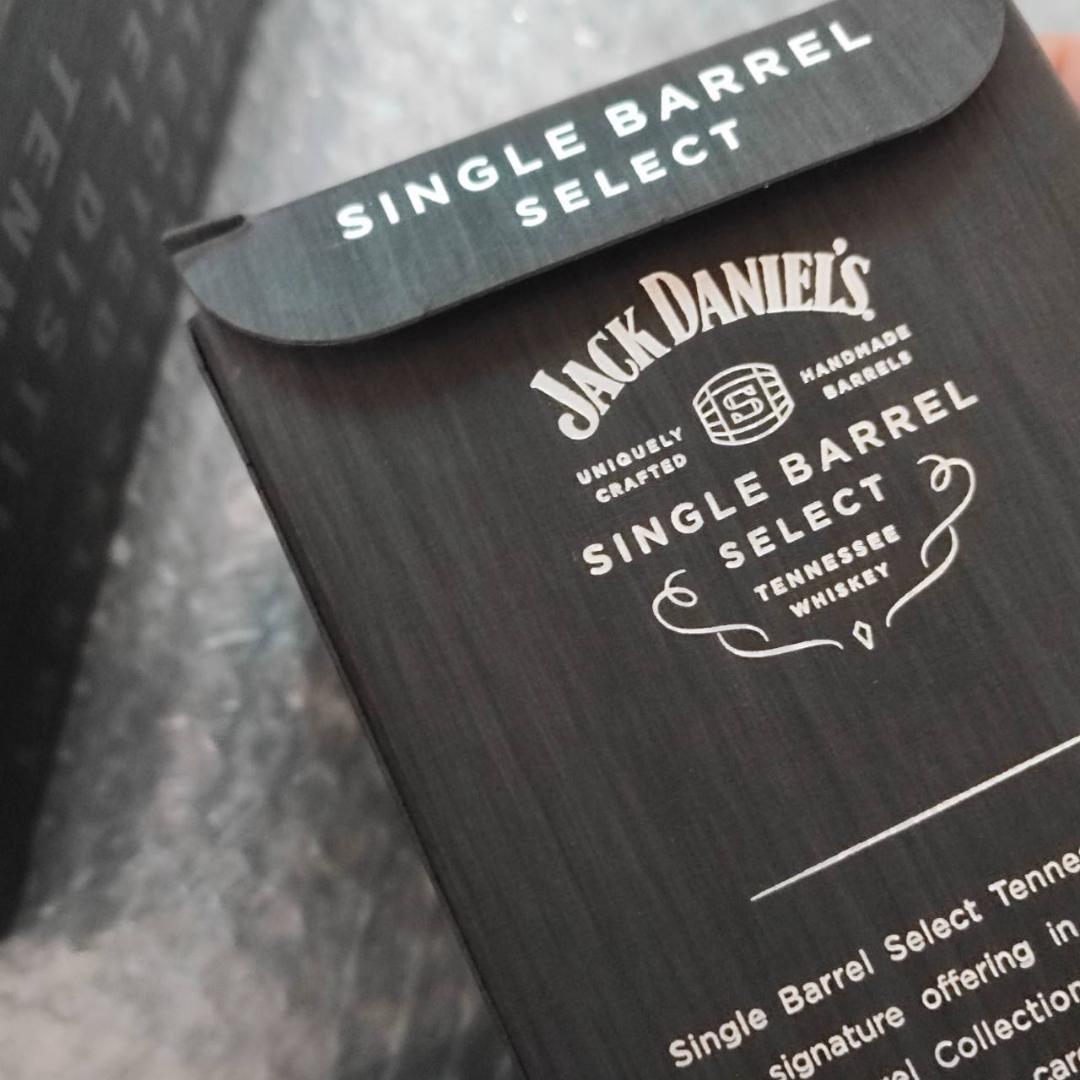 SINGLE BARREL
SELECT
JACK DANIEL'S
UNIQUELY
CRAFTED
S
HANDMADE
BARRELS
SINGLE BARREL
SELECT
TENNESSEE
WHISKEY
Single Barrel Select
signature offering in
Collection